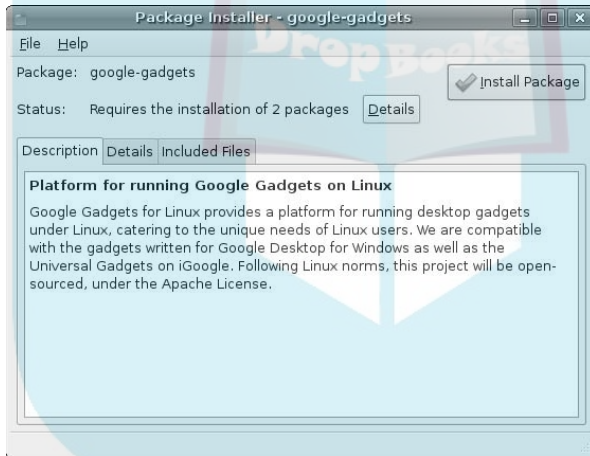 Package Installer - google-gadgets
File Help
DropBooks
Package: google-gadgets
Install Package
Status: Requires the installation of 2 packages Details
Description Details Included Files
Platform for running Google Gadgets on Linux
Google Gadgets for Linux provides a platform for running desktop gadgets
under Linux, catering to the unique needs of Linux users. We are compatible
with the gadgets written for Google Desktop for Windows as well as the
Universal Gadgets on iGoogle. Following Linux norms, this project will be open-
sourced, under the Apache License.